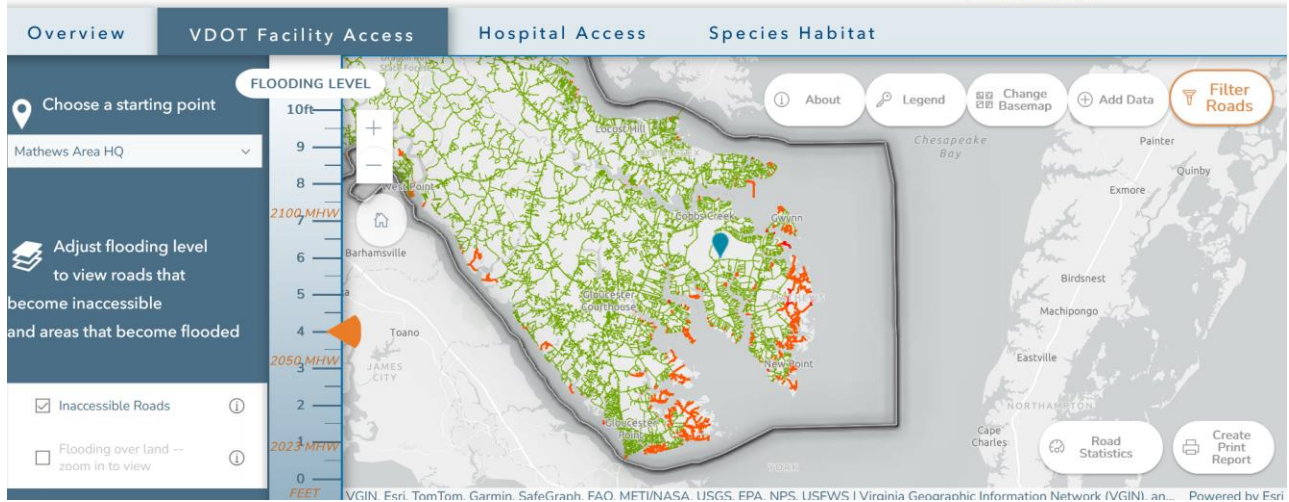 Overview
VDOT Facility Access
Hospital Access
Species Habitat
Choose a starting point
Mathews Area HQ
Adjust flooding level
to view roads that
become inaccessible
and areas that become flooded
Inaccessible Roads
Flooding over land --
zoom in to view
FLOODING LEVEL
10ft
9
8
2100 MHW
7
6
5
4
2050 MHW
3
2
2023 MHW
1
0
FEET
+
−
About
Legend
Change
Basemap
Add Data
Filter
Roads
State Forest
Locust Hill
West Point
Cobbs Creek
Gwynn
Barhamsville
Gloucester
Courthouse
MATHEWS
Toano
JAMES
CITY
New Point
Gloucester
Point
YORK
Chesapeake
Bay
Painter
Quinby
Exmore
Birdsnest
Machipongo
Eastville
NORTHAMPTON
Cape
Charles
Road
Statistics
Create
Print
Report
VGIN, Esri, TomTom, Garmin, SafeGraph, FAO, METI/NASA, USGS, EPA, NPS, USFWS | Virginia Geographic Information Network (VGIN), an...
Powered by Esri